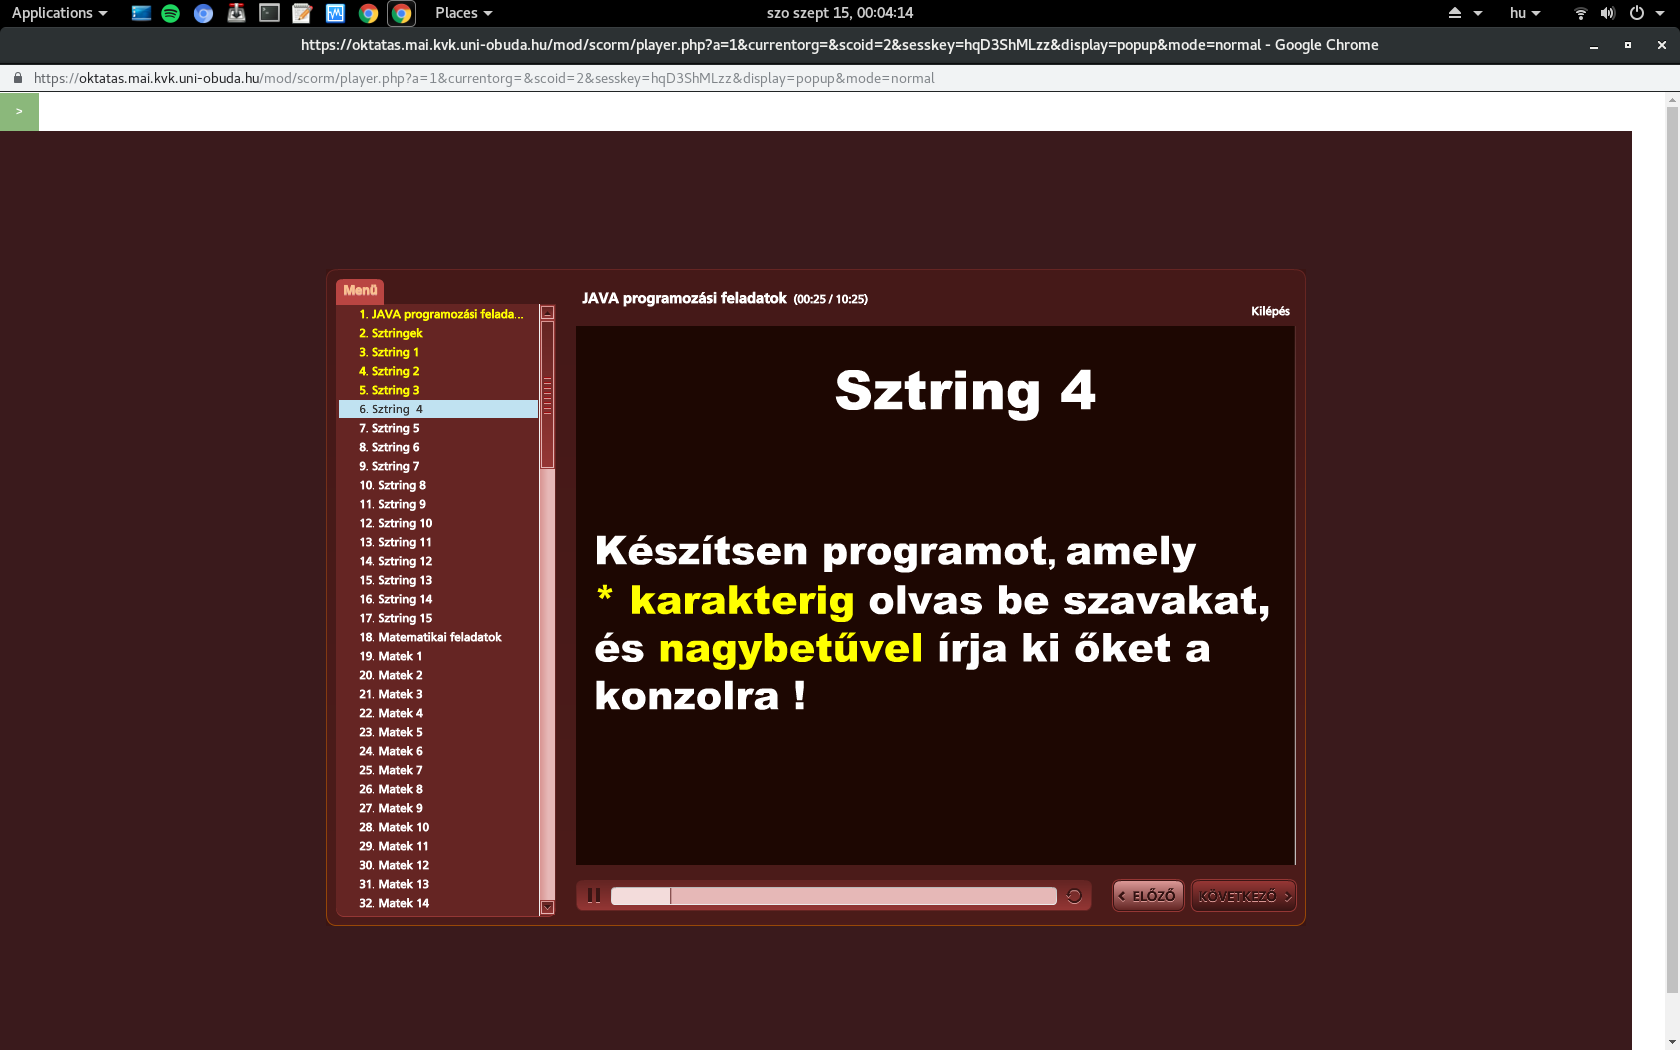 Applications
Places
szo szept 15, 00:04:14
hu
https://oktatas.mai.kvk.uni-obuda.hu/mod/scorm/player.php?a=1&currentorg=&scoid=2&sesskey=hqD3ShMLzz&display=popup&mode=normal - Google Chrome
https://oktatas.mai.kvk.uni-obuda.hu/mod/scorm/player.php?a=1&currentorg=&scoid=2&sesskey=hqD3ShMLzz&display=popup&mode=normal
>
Menü
1. JAVA programozási felada...
2. Sztringek
3. Sztring 1
4. Sztring 2
5. Sztring 3
6. Sztring 4
7. Sztring 5
8. Sztring 6
9. Sztring 7
10. Sztring 8
11. Sztring 9
12. Sztring 10
13. Sztring 11
14. Sztring 12
15. Sztring 13
16. Sztring 14
17. Sztring 15
18. Matematikai feladatok
19. Matek 1
20. Matek 2
21. Matek 3
22. Matek 4
23. Matek 5
24. Matek 6
25. Matek 7
26. Matek 8
27. Matek 9
28. Matek 10
29. Matek 11
30. Matek 12
31. Matek 13
32. Matek 14
JAVA programozási feladatok (00:25 / 10:25)
Kilépés
Sztring 4
Készítsen programot, amely
* karakterig olvas be szavakat,
és nagybetűvel írja ki őket a
konzolra !
< ELŐZŐ
KÖVETKEZŐ >